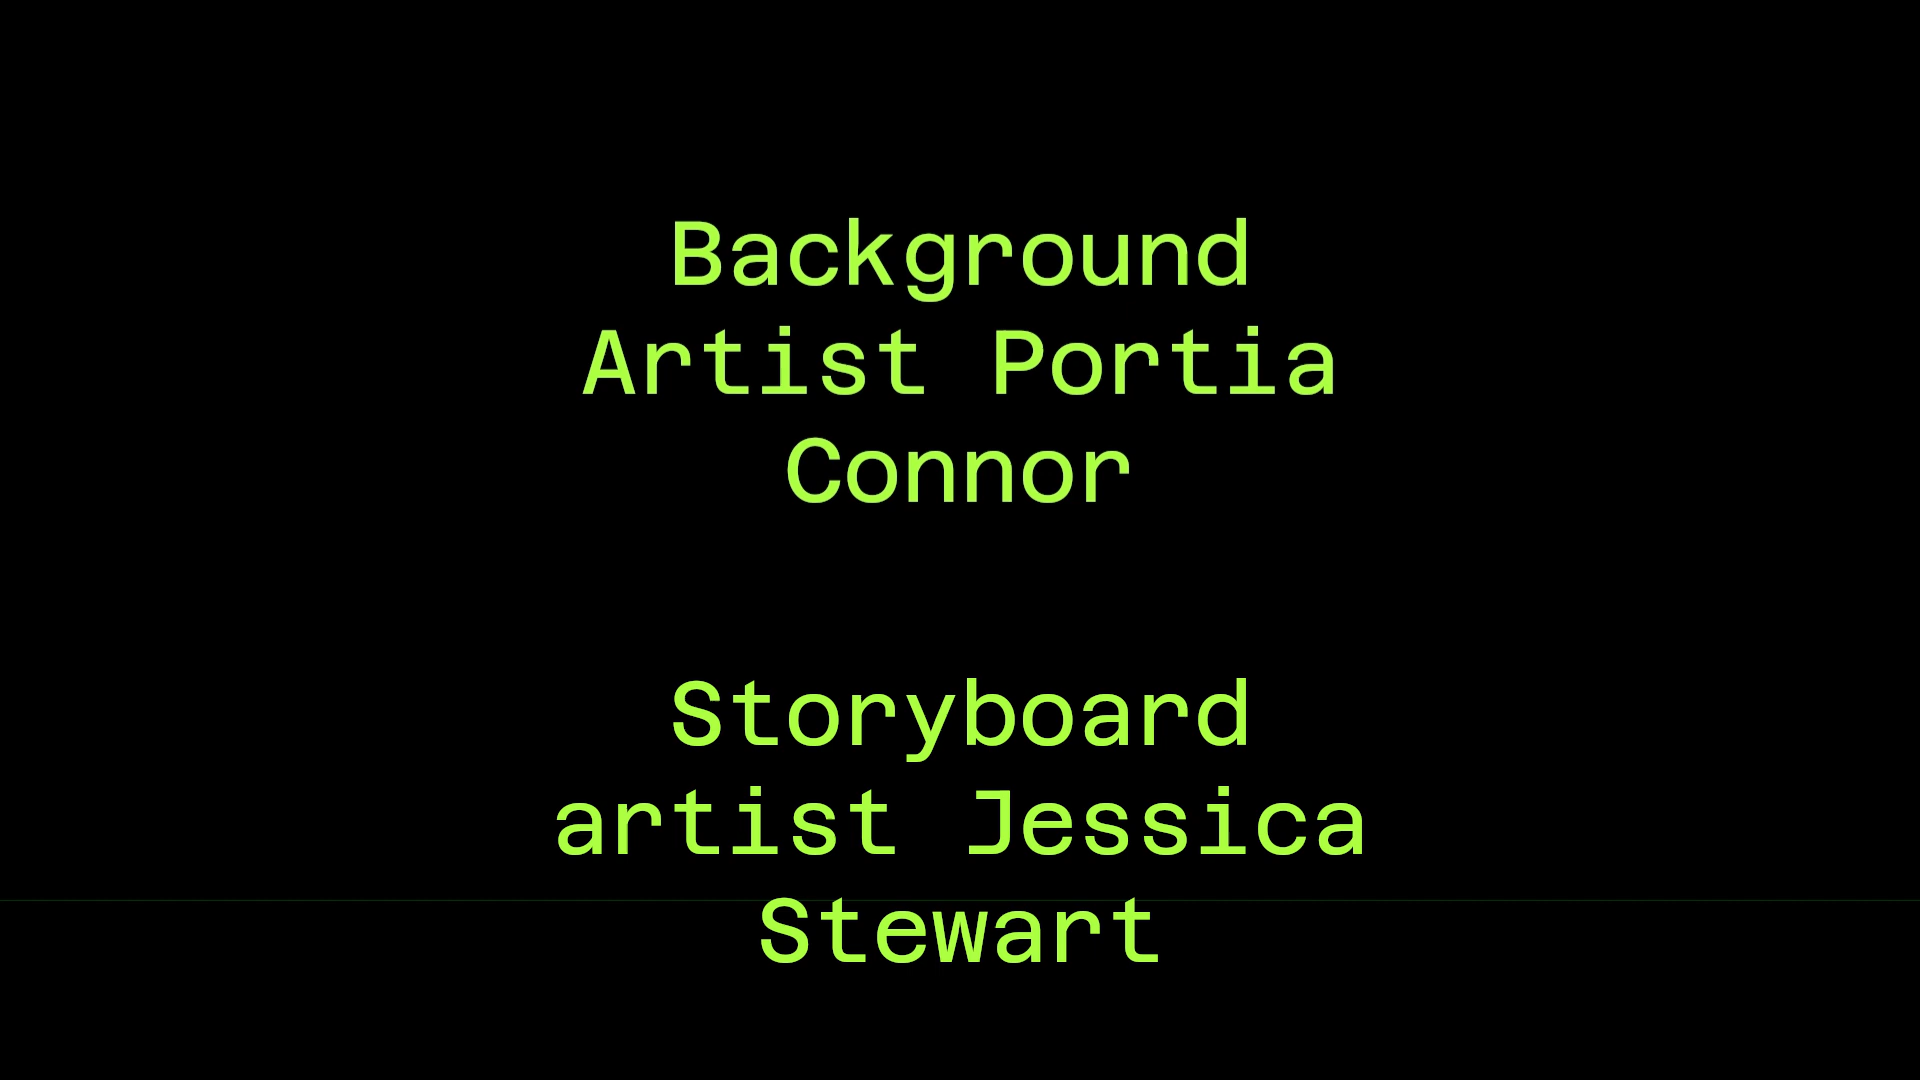 Background
Artist Portia
Connor
Storyboard
artist Jessica
Stewart